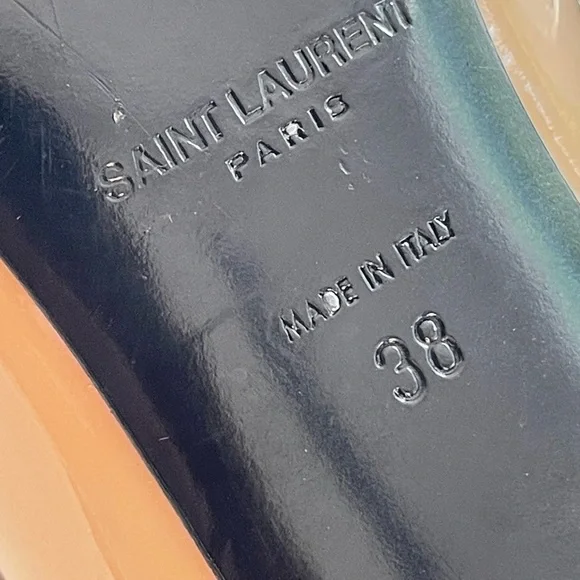 SAINT LAURENT
PARIS
MADE IN ITALY
38